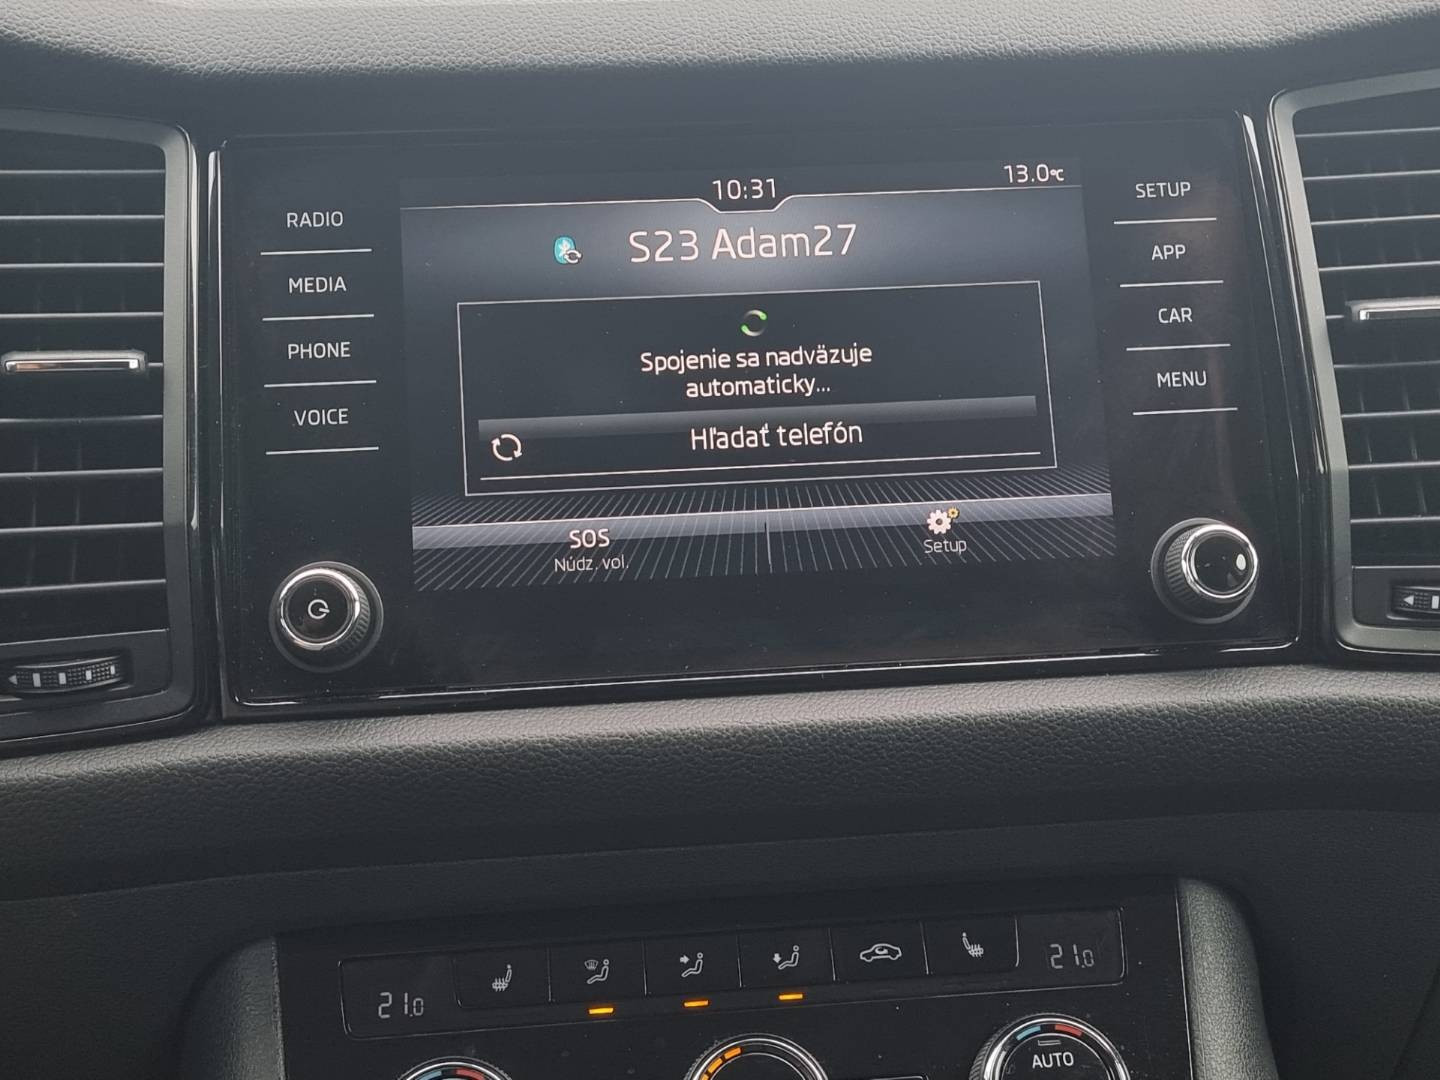 10:31
13.0°C
S23 Adam27
Spojenie sa nadväzuje
automaticky...
Hľadať telefón
SOS
Núdz. vol.
Setup
RADIO
MEDIA
PHONE
VOICE
SETUP
APP
CAR
MENU
21.0
21.0
AUTO